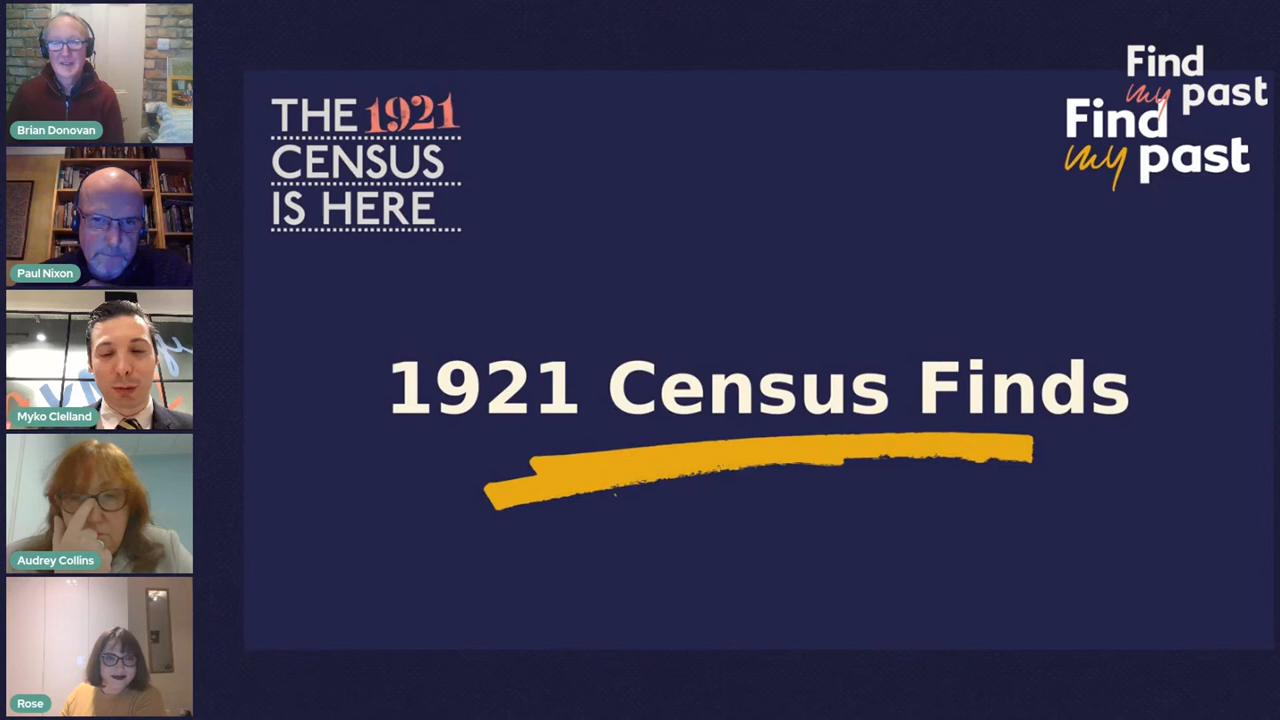 Brian Donovan
Paul Nixon
Myko Clelland
Audrey Collins
Rose
THE 1921
CENSUS
IS HERE
Find
my past
Find
my past
1921 Census Finds